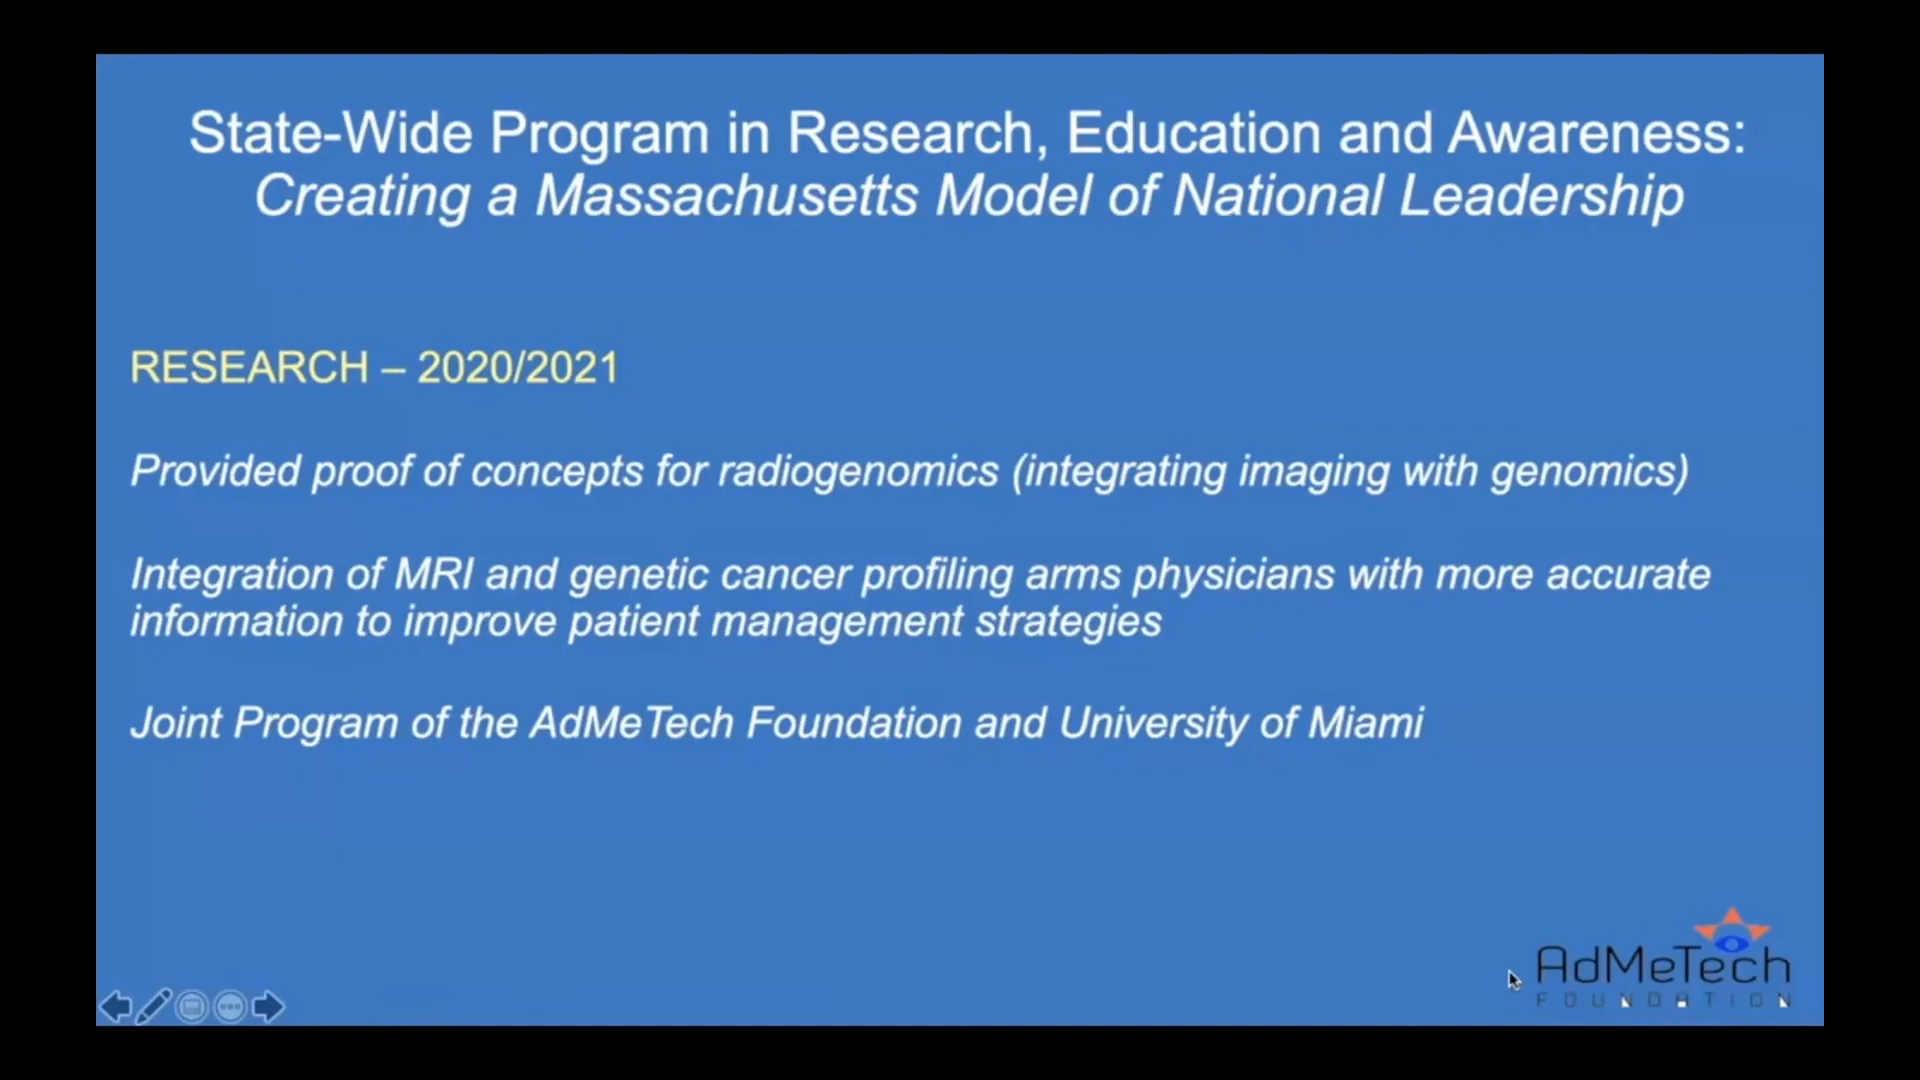 State-Wide Program in Research, Education and Awareness:
Creating a Massachusetts Model of National Leadership
RESEARCH – 2020/2021
Provided proof of concepts for radiogenomics (integrating imaging with genomics)
Integration of MRI and genetic cancer profiling arms physicians with more accurate
information to improve patient management strategies
Joint Program of the AdMeTech Foundation and University of Miami
AdMeTech
FOUNDATION